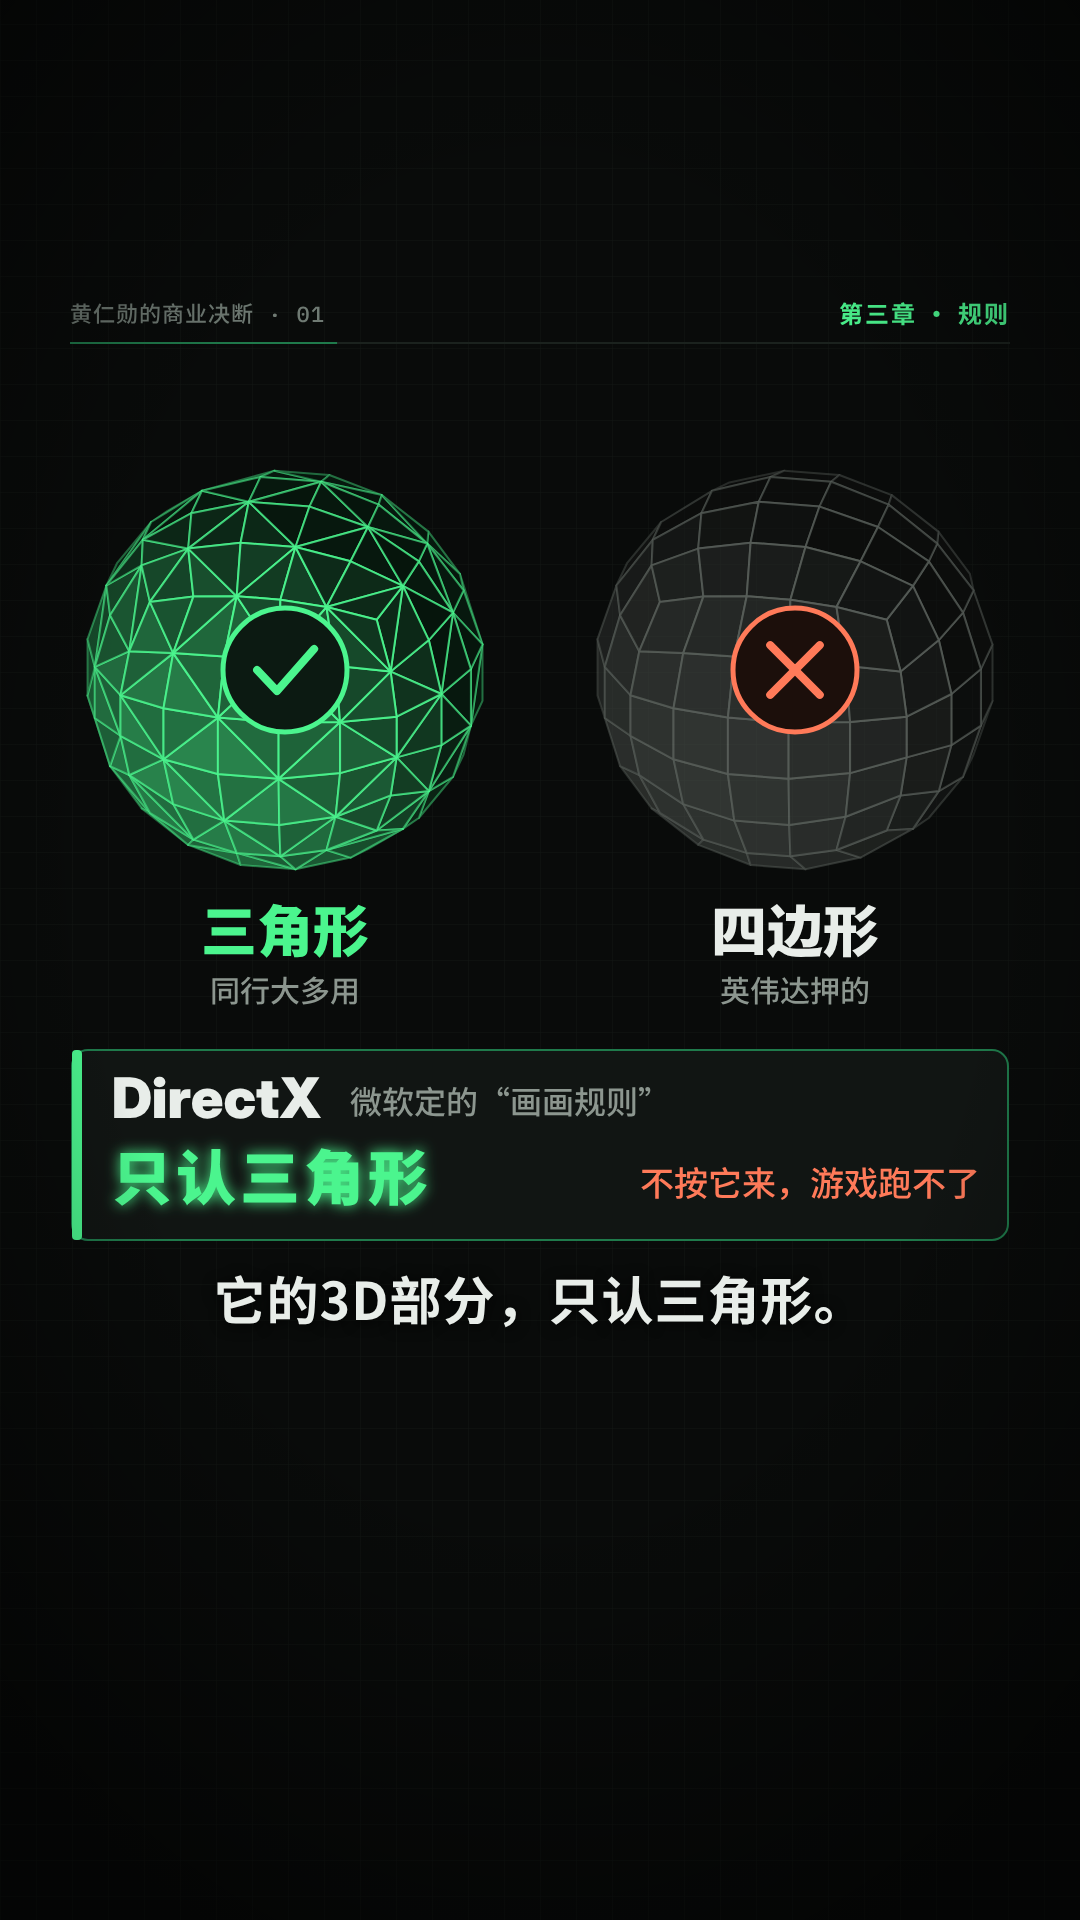 黄仁勋的商业决断 · 01
第三章 · 规则
三角形
同行大多用
四边形
英伟达押的
DirectX 微软定的“画画规则”
只认三角形
不按它来，游戏跑不了
它的3D部分，只认三角形。